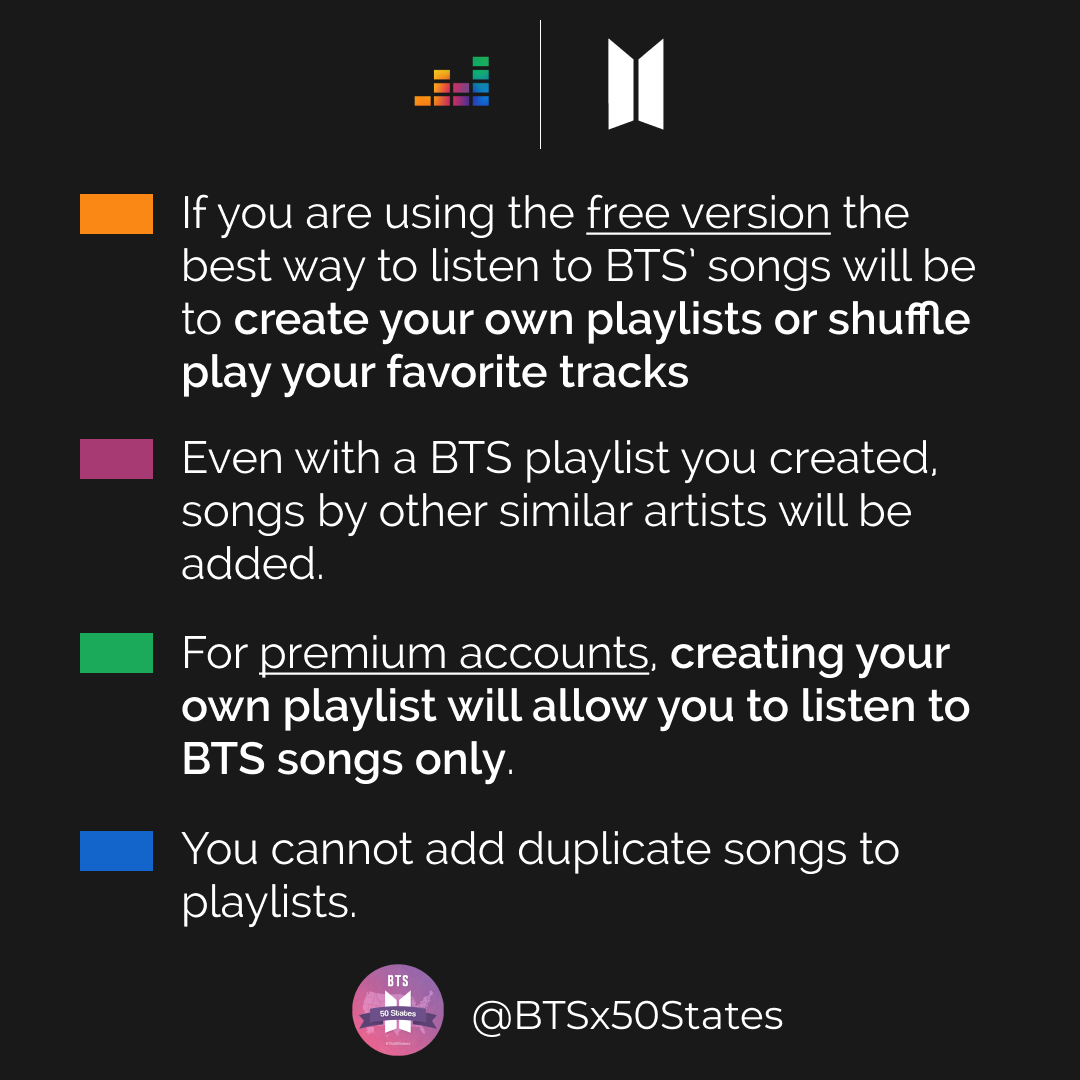 If you are using the free version the
best way to listen to BTS’ songs will be
to create your own playlists or shuffle
play your favorite tracks
Even with a BTS playlist you created,
songs by other similar artists will be
added.
For premium accounts, creating your
own playlist will allow you to listen to
BTS songs only.
You cannot add duplicate songs to
playlists.
BTS
50 States
@BTSx50States